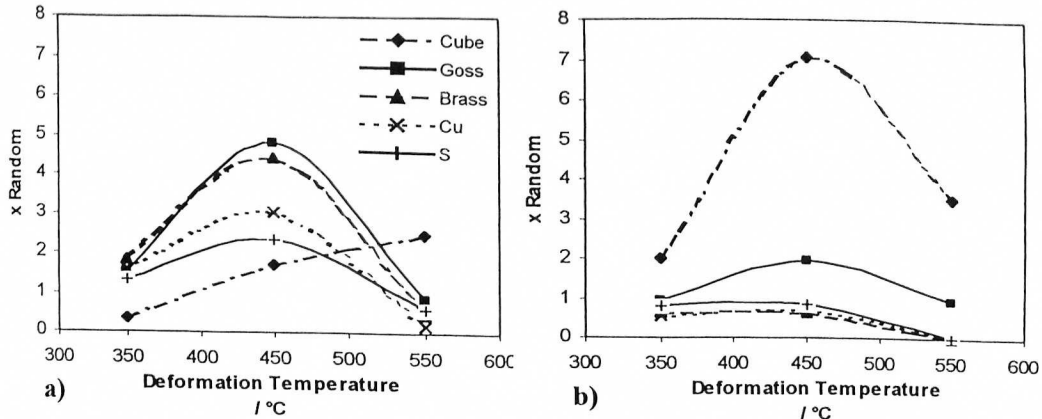 8
7
6
5
4
3
2
1
0
x Random
Cube
Goss
Brass
Cu
S
300 350 400 450 500 550 600
Deformation Temperature
/ °C
a)
8
7
6
5
4
3
2
1
0
x Random
300 350 400 450 500 550 600
Deformation Temperature
/ °C
b)